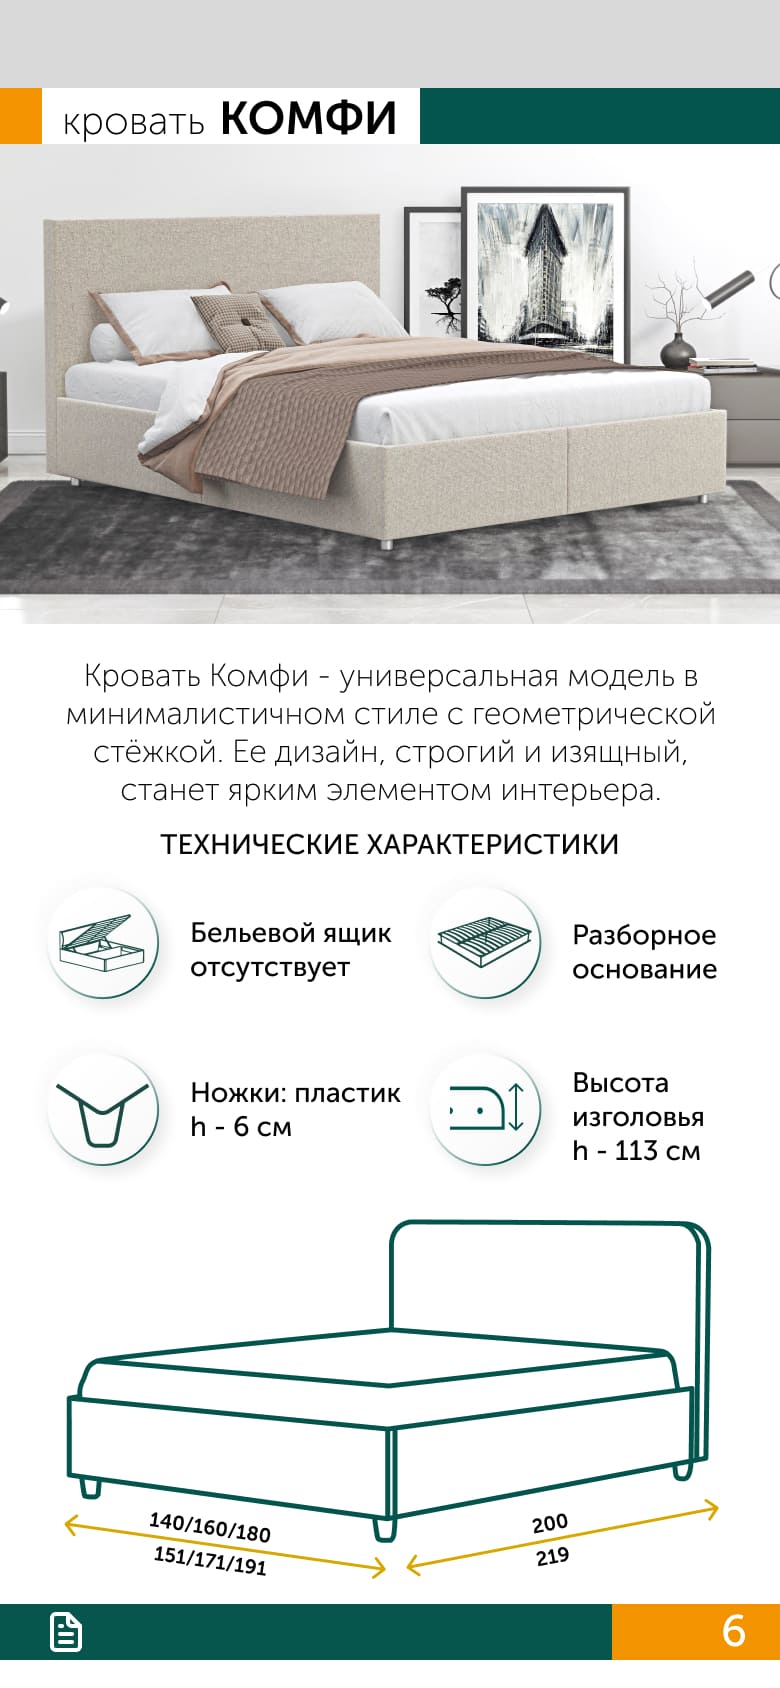 кровать КОМФИ
Кровать Комфи - универсальная модель в
минималистичном стиле с геометрической
стёжкой. Ее дизайн, строгий и изящный,
станет ярким элементом интерьера.
ТЕХНИЧЕСКИЕ ХАРАКТЕРИСТИКИ
Бельевой ящик
отсутствует
Разборное
основание
Ножки: пластик
h - 6 см
Высота
изголовья
h - 113 см
140/160/180
151/171/191
200
219
6